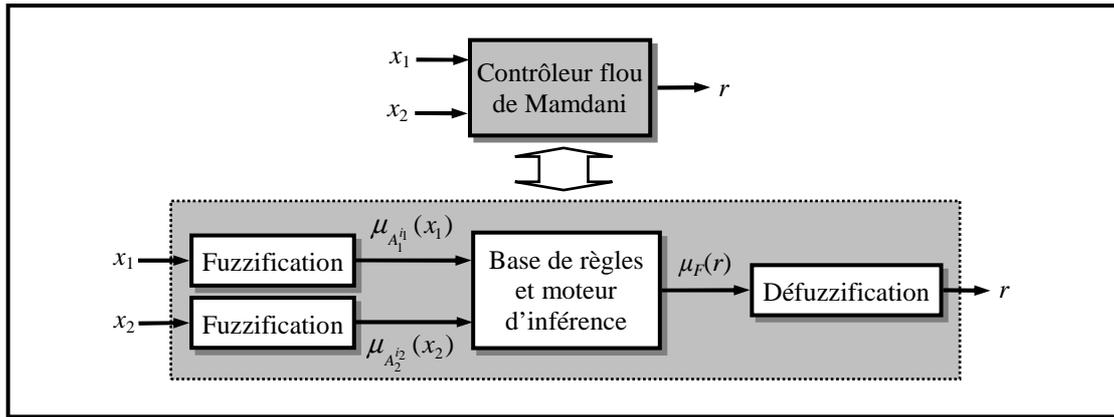 x₁
Contrôleur flou
de Mamdani
x₂
r
μ_{A₁^{i₁}}(x₁)
x₁
Fuzzification
Base de règles
et moteur
d’inférence
μ_F(r)
Défuzzification
r
x₂
Fuzzification
μ_{A₂^{i₂}}(x₂)